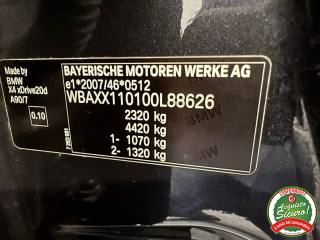 Made by
BMW
X4 xDrive20d
A90/7
0.10
BAYERISCHE MOTOREN WERKE AG
e1*2007/46*0512
WBAXX110100L88626
2320 kg
4420 kg
1- 1070 kg
2- 1320 kg
BMW
Acquisto
Sicuro!